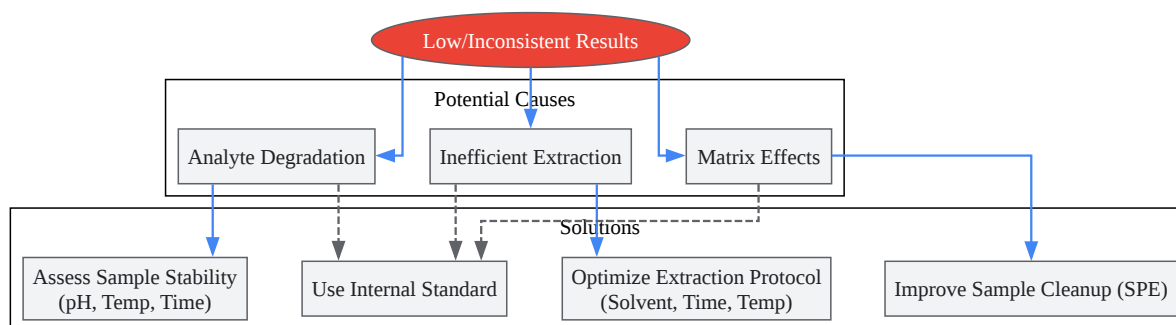 Low/Inconsistent Results
Potential Causes
Analyte Degradation
Inefficient Extraction
Matrix Effects
Solutions
Assess Sample Stability
(pH, Temp, Time)
Use Internal Standard
Optimize Extraction Protocol
(Solvent, Time, Temp)
Improve Sample Cleanup (SPE)